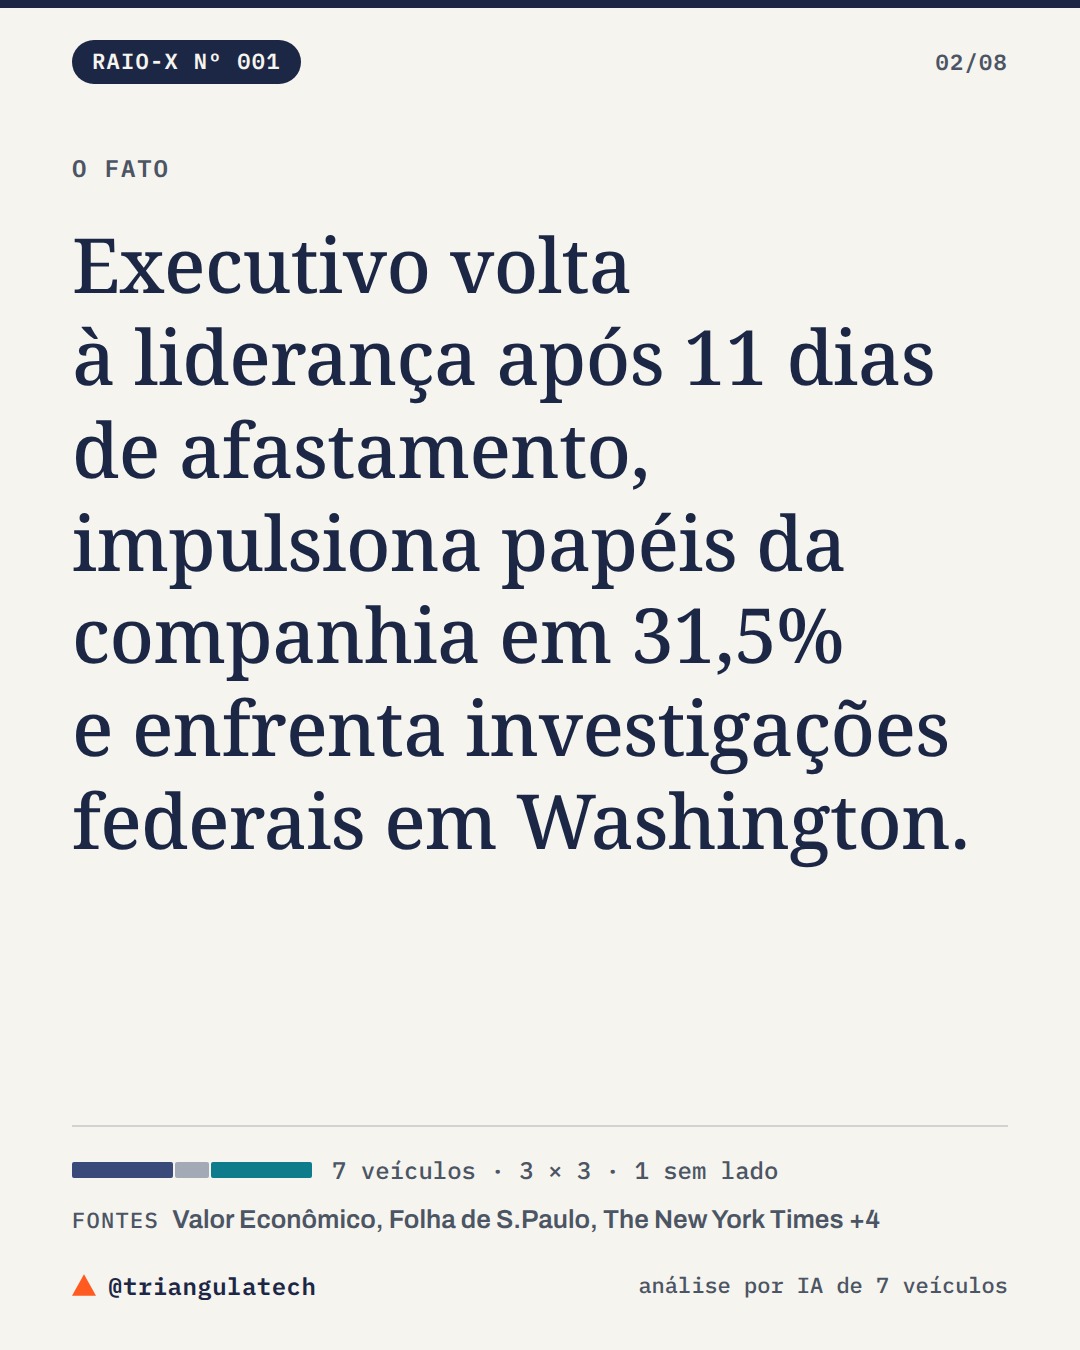 RAIO-X Nº 001
02/08
O FATO
Executivo volta
à liderança após 11 dias
de afastamento,
impulsiona papéis da
companhia em 31,5%
e enfrenta investigações
federais em Washington.
7 veículos · 3 × 3 · 1 sem lado
FONTES Valor Econômico, Folha de S.Paulo, The New York Times +4
@triangulatech
análise por IA de 7 veículos